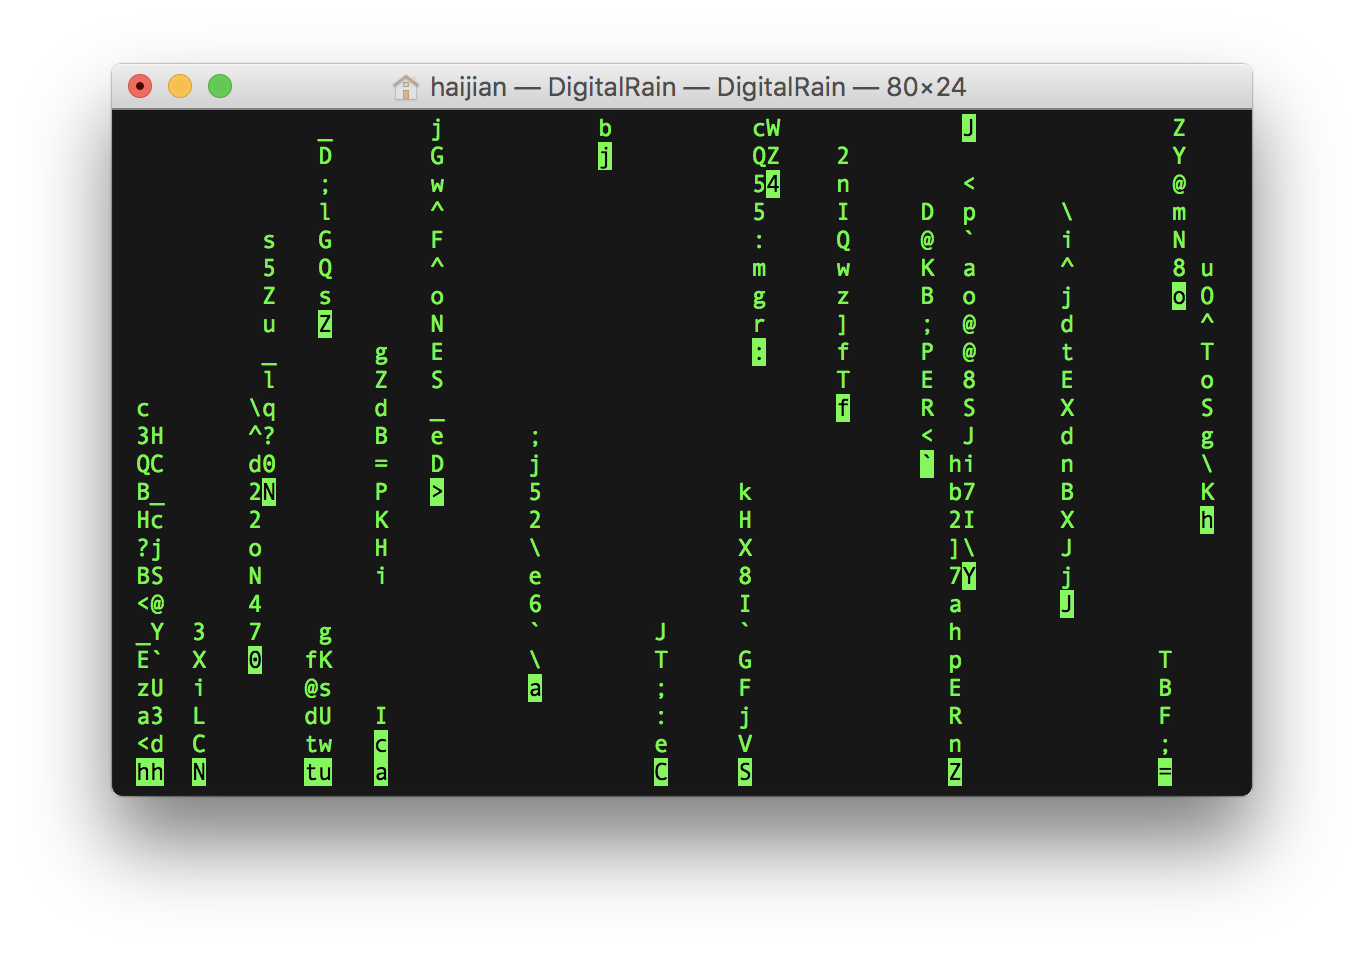 haijian — DigitalRain — DigitalRain — 80×24
_ j b cW J Z
D G j QZ 2 Y
; w 54 n < @
l ^ 5 I D p \ m
s G F : Q @ ` i N
5 Q ^ m w K a ^ 8 u
Z s o g z B o j o O
u Z N r ] ; @ d ^
_ g E : f P @ t T
l Z S T E 8 E o
c \q d _ f R S X S
3H ^? B e ; < J d g
QC d0 = D j ` hi n \
B_ 2N P > 5 k b7 B K
Hc 2 K 2 H 2I X h
?j o H \ X ]\ J
BS N i e 8 7Y j
<@ 4 6 I a J
_Y 3 7 g ` J ` h
E` X 0 fK \ T G p T
zU i @s a ; F E B
a3 L dU I : j R F
<d C tw c e V n ;
hh N tu a C S Z =